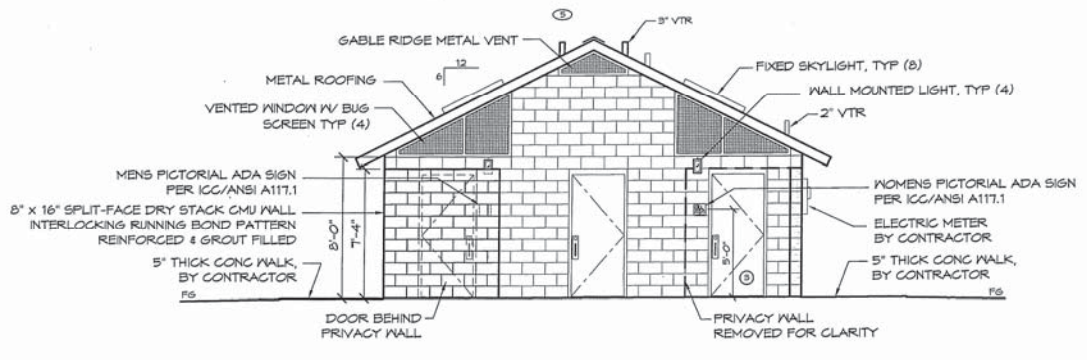 S
3" VTR
GABLE RIDGE METAL VENT
12
6
FIXED SKYLIGHT, TYP (8)
METAL ROOFING
WALL MOUNTED LIGHT, TYP (4)
VENTED WINDOW W/ BUG
SCREEN TYP (4)
2" VTR
MENS PICTORIAL ADA SIGN
PER ICC/ANSI A117.1
WOMENS PICTORIAL ADA SIGN
PER ICC/ANSI A117.1
8" x 16" SPLIT-FACE DRY STACK CMU WALL
INTERLOCKING RUNNING BOND PATTERN
REINFORCED & GROUT FILLED
8'-0"
7'-4"
5'-0"
ELECTRIC METER
BY CONTRACTOR
5" THICK CONC WALK,
BY CONTRACTOR
5" THICK CONC WALK,
BY CONTRACTOR
S
FG
FG
DOOR BEHIND
PRIVACY WALL
PRIVACY WALL
REMOVED FOR CLARITY